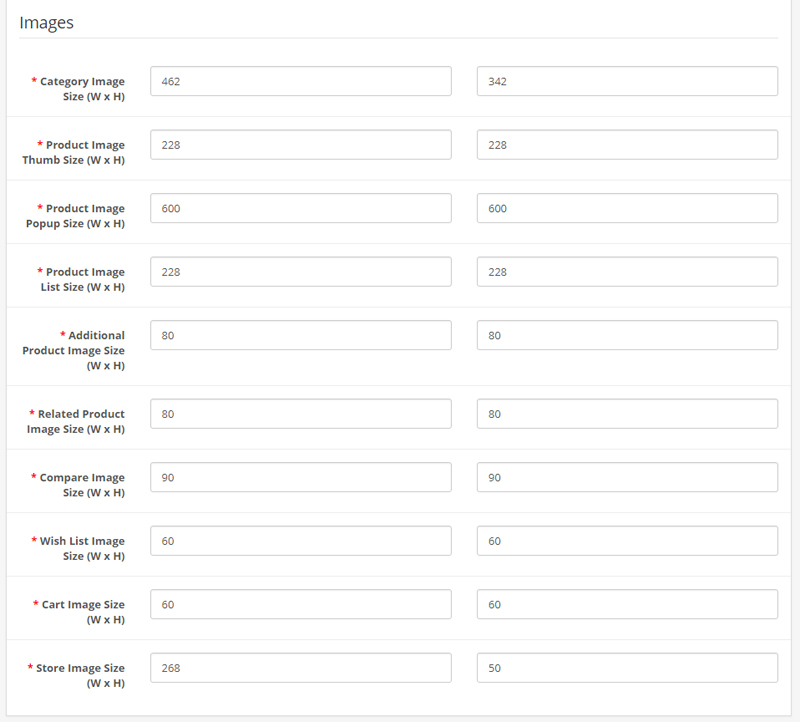 Images
* Category Image
Size (W x H)
462
342
* Product Image
Thumb Size (W x H)
228
228
* Product Image
Popup Size (W x H)
600
600
* Product Image
List Size (W x H)
228
228
* Additional
Product Image Size
(W x H)
80
80
* Related Product
Image Size (W x H)
80
80
* Compare Image
Size (W x H)
90
90
* Wish List Image
Size (W x H)
60
60
* Cart Image Size
(W x H)
60
60
* Store Image Size
(W x H)
268
50